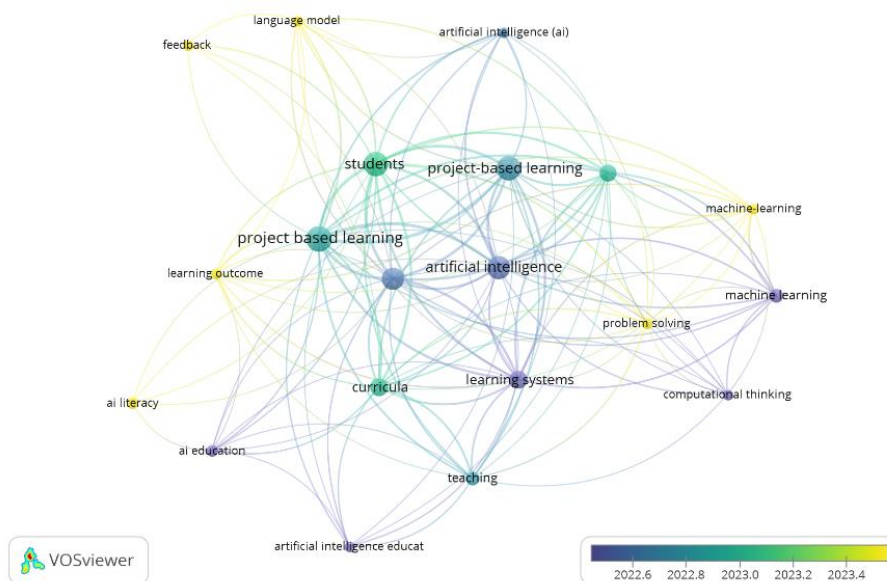 language model
artificial intelligence (ai)
feedback
students
project-based learning
machine-learning
project based learning
artificial intelligence
learning outcome
machine learning
problem solving
learning systems
curricula
computational thinking
ai literacy
ai education
teaching
artificial intelligence educat
VOSviewer
2022.6 2022.8 2023.0 2023.2 2023.4